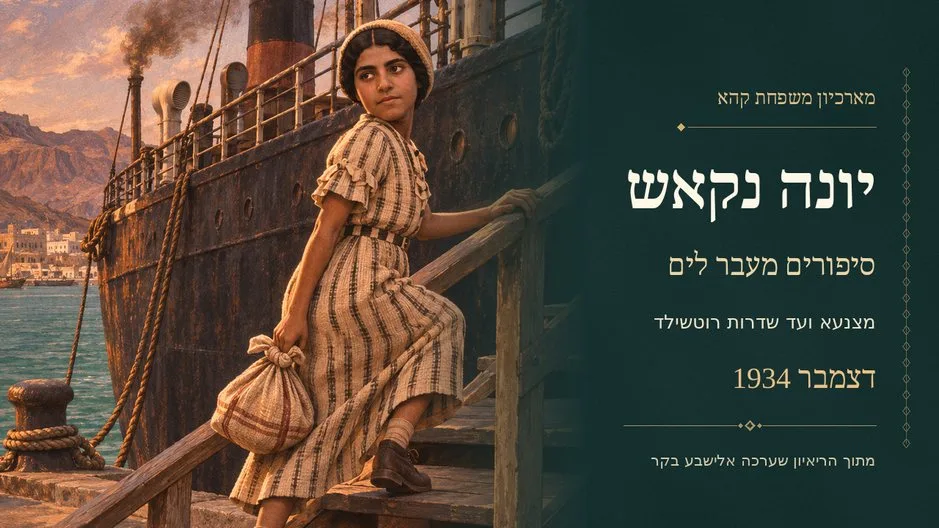 מארכיון משפחת קהא
יונה נקאש
סיפורים מעבר לים
מצנעא ועד שדרות רוטשילד
דצמבר 1934
מתוך הריאיון שערכה אלישבע בקר